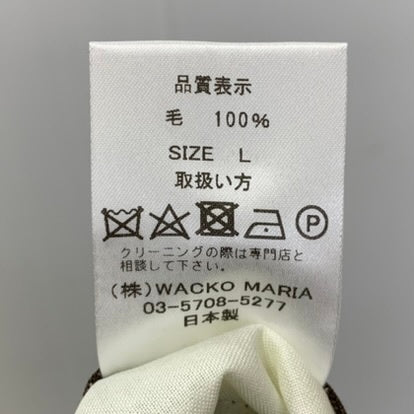 品質表示
毛 100%
SIZE L
取扱い方
P
クリーニングの際は専門店と
相談して下さい。
(株)WACKO MARIA
03-5708-5277
日本製